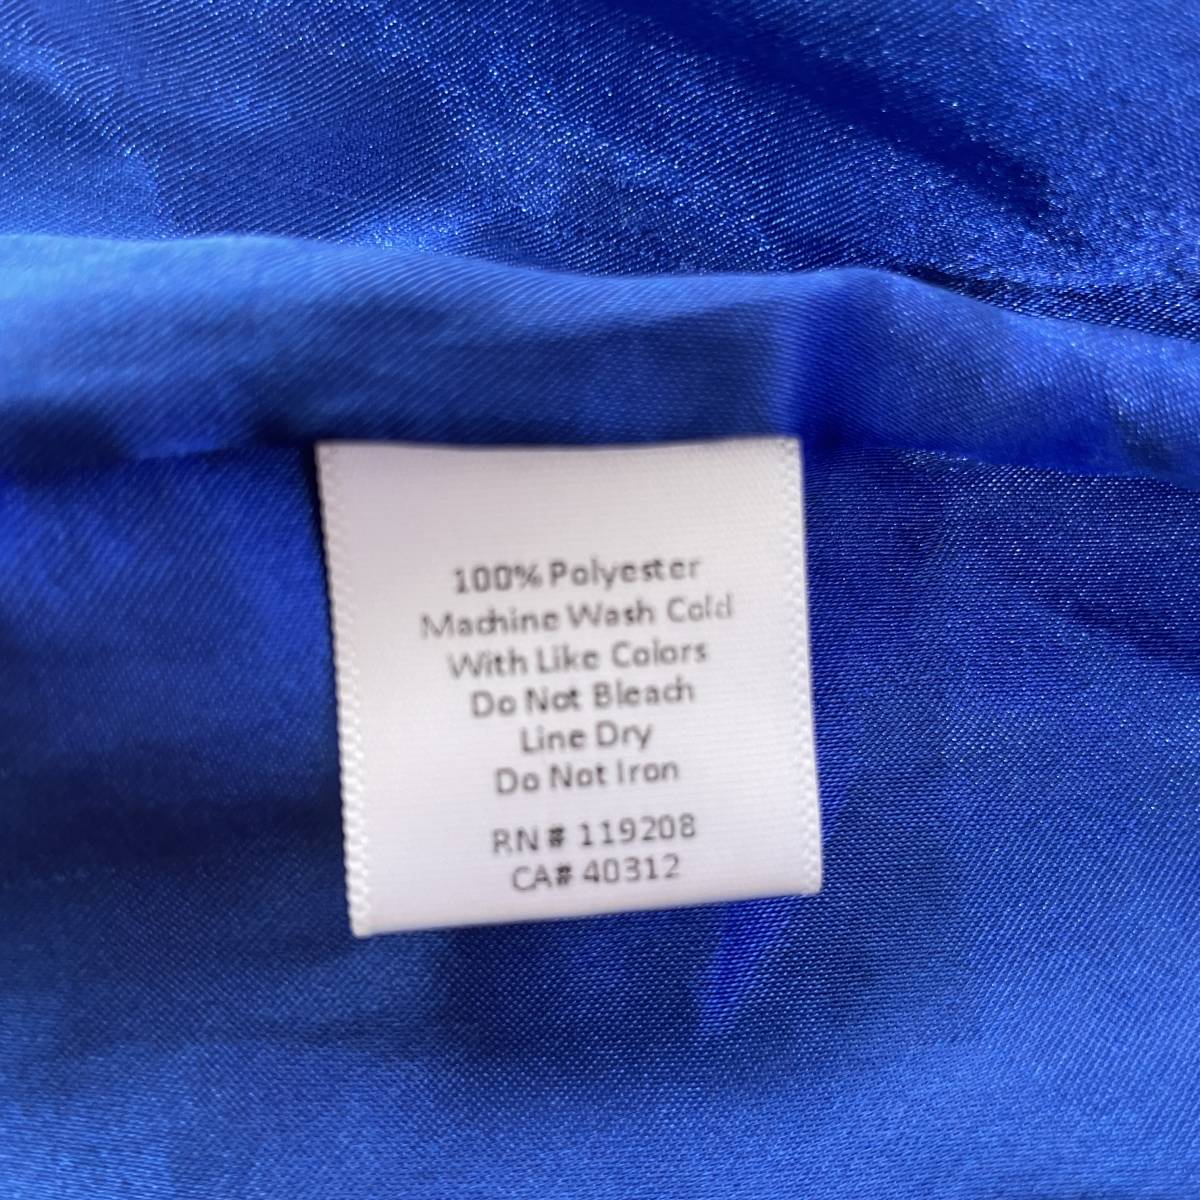 100% Polyester
Machine Wash Cold
With Like Colors
Do Not Bleach
Line Dry
Do Not Iron
RN# 119208
CA# 40312